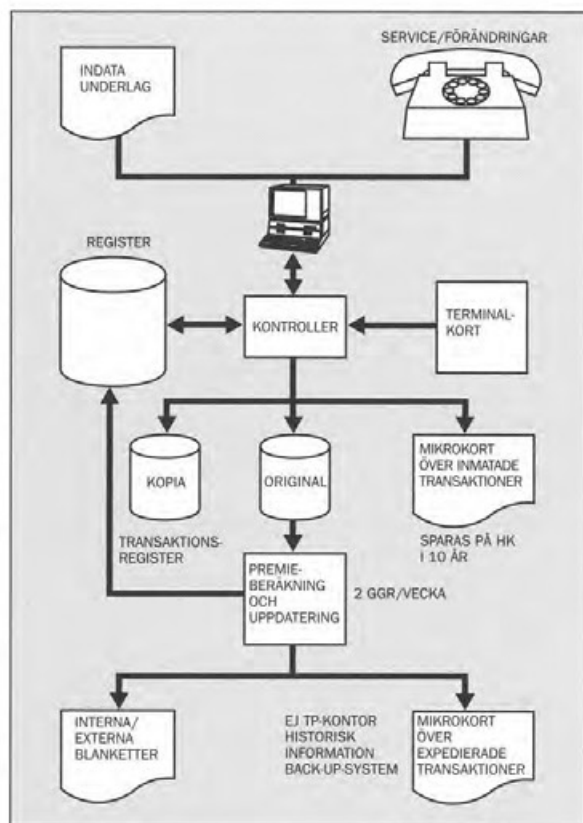 SERVICE/FÖRÄNDRINGAR
INDATA
UNDERLAG
REGISTER
KONTROLLER
TERMINAL-
KORT
KOPIA
ORIGINAL
MIKROKORT
ÖVER INMATADE
TRANSAKTIONER
TRANSAKTIONS-
REGISTER
SPARAS PÅ HK
I 10 ÅR
PREMIE-
BERÄKNING
OCH
UPPDATERING
2 GGR/VECKA
INTERNA/
EXTERNA
BLANKETTER
EJ TP-KONTOR
HISTORISK
INFORMATION
BACK-UP-SYSTEM
MIKROKORT
ÖVER
EXPEDIERADE
TRANSAKTIONER